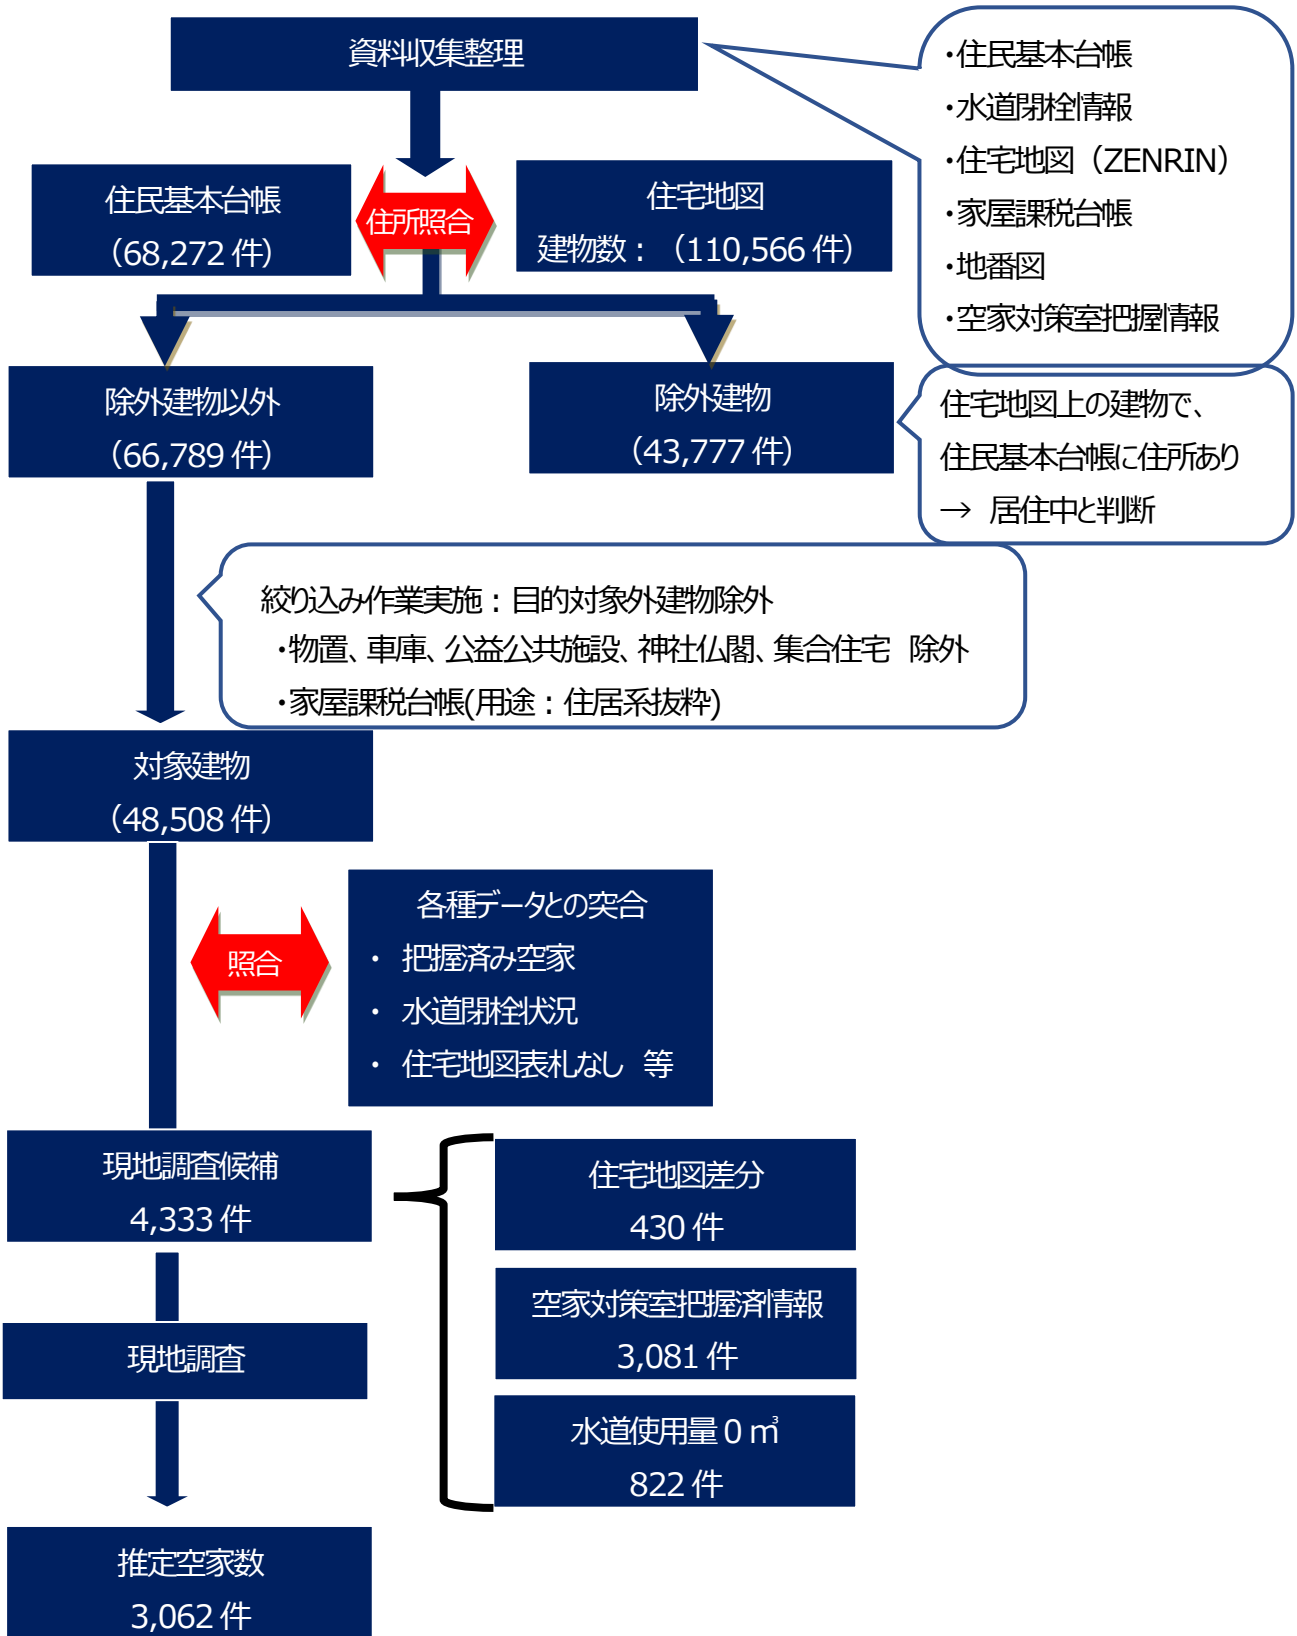 資料収集整理
・住民基本台帳
・水道閉栓情報
・住宅地図（ZENRIN）
・家屋課税台帳
・地番図
・空家対策室把握情報
住民基本台帳
（68,272 件）
住所照合
住宅地図
建物数：（110,566 件）
除外建物以外
（66,789 件）
除外建物
（43,777 件）
住宅地図上の建物で、
住民基本台帳に住所あり
→ 居住中と判断
絞り込み作業実施：目的対象外建物除外
・物置、車庫、公益公共施設、神社仏閣、集合住宅　除外
・家屋課税台帳(用途：住居系抜粋)
対象建物
（48,508 件）
照合
各種データとの突合
・ 把握済み空家
・ 水道閉栓状況
・ 住宅地図表札なし　等
現地調査候補
4,333 件
住宅地図差分
430 件
空家対策室把握済情報
3,081 件
水道使用量０㎥
822 件
現地調査
推定空家数
3,062 件